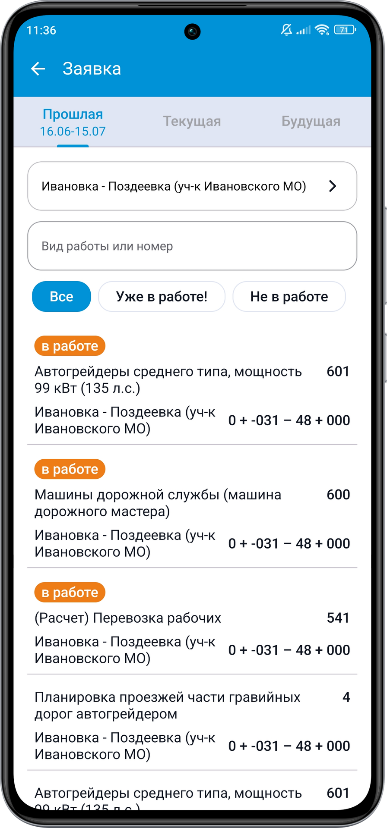 11:36
71
Заявка
Прошлая
16.06-15.07
Текущая
Будущая
Ивановка - Поздеевка (уч-к Ивановского МО)
Вид работы или номер
Все
Уже в работе!
Не в работе
в работе
Автогрейдеры среднего типа, мощность 601
99 кВт (135 л.с.)
Ивановка - Поздеевка (уч-к
Ивановского МО)
0 + -031 – 48 + 000
в работе
Машины дорожной службы (машина 600
дорожного мастера)
Ивановка - Поздеевка (уч-к
Ивановского МО)
0 + -031 – 48 + 000
в работе
(Расчет) Перевозка рабочих 541
Ивановка - Поздеевка (уч-к
Ивановского МО)
0 + -031 – 48 + 000
Планировка проезжей части гравийных 4
дорог автогрейдером
Ивановка - Поздеевка (уч-к
Ивановского МО)
0 + -031 – 48 + 000
Автогрейдеры среднего типа, мощность 601
99 кВт (135 л.с.)